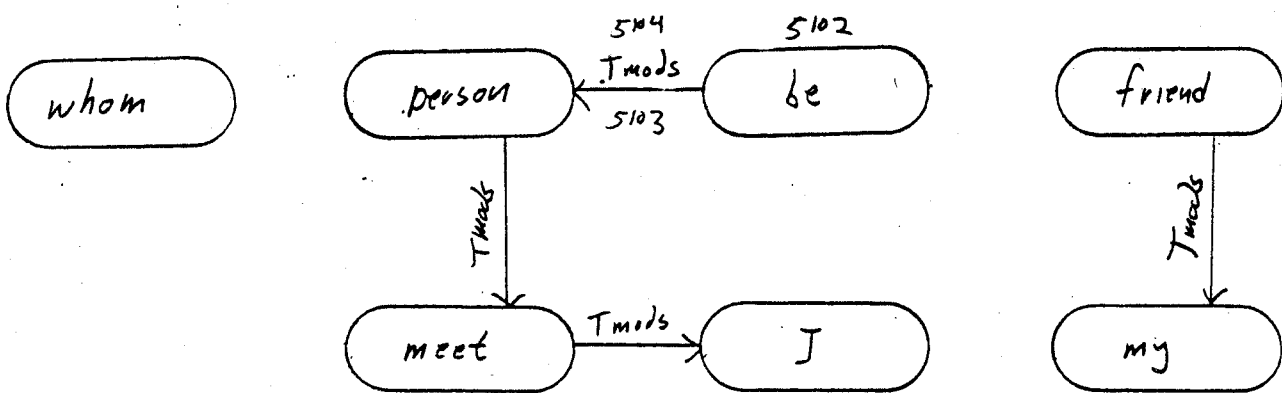 5104 5102
whom person Tmods be friend
5103
Tmods Tmods
meet Tmods I my